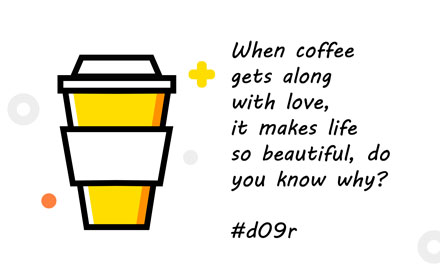 When coffee
gets along
with love,
it makes life
so beautiful, do
you know why?
#d09r